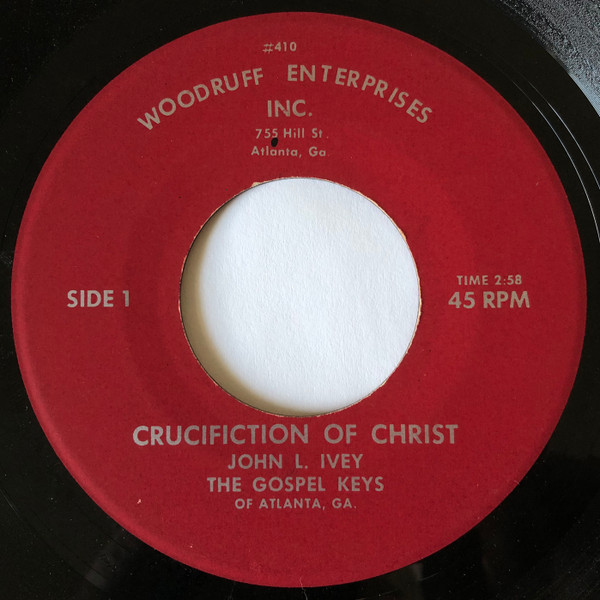 #410
WOODRUFF ENTERPRISES
INC.
755 Hill St.
Atlanta, Ga.
SIDE 1
TIME 2:58
45 RPM
CRUCIFICTION OF CHRIST
JOHN L. IVEY
THE GOSPEL KEYS
OF ATLANTA, GA.